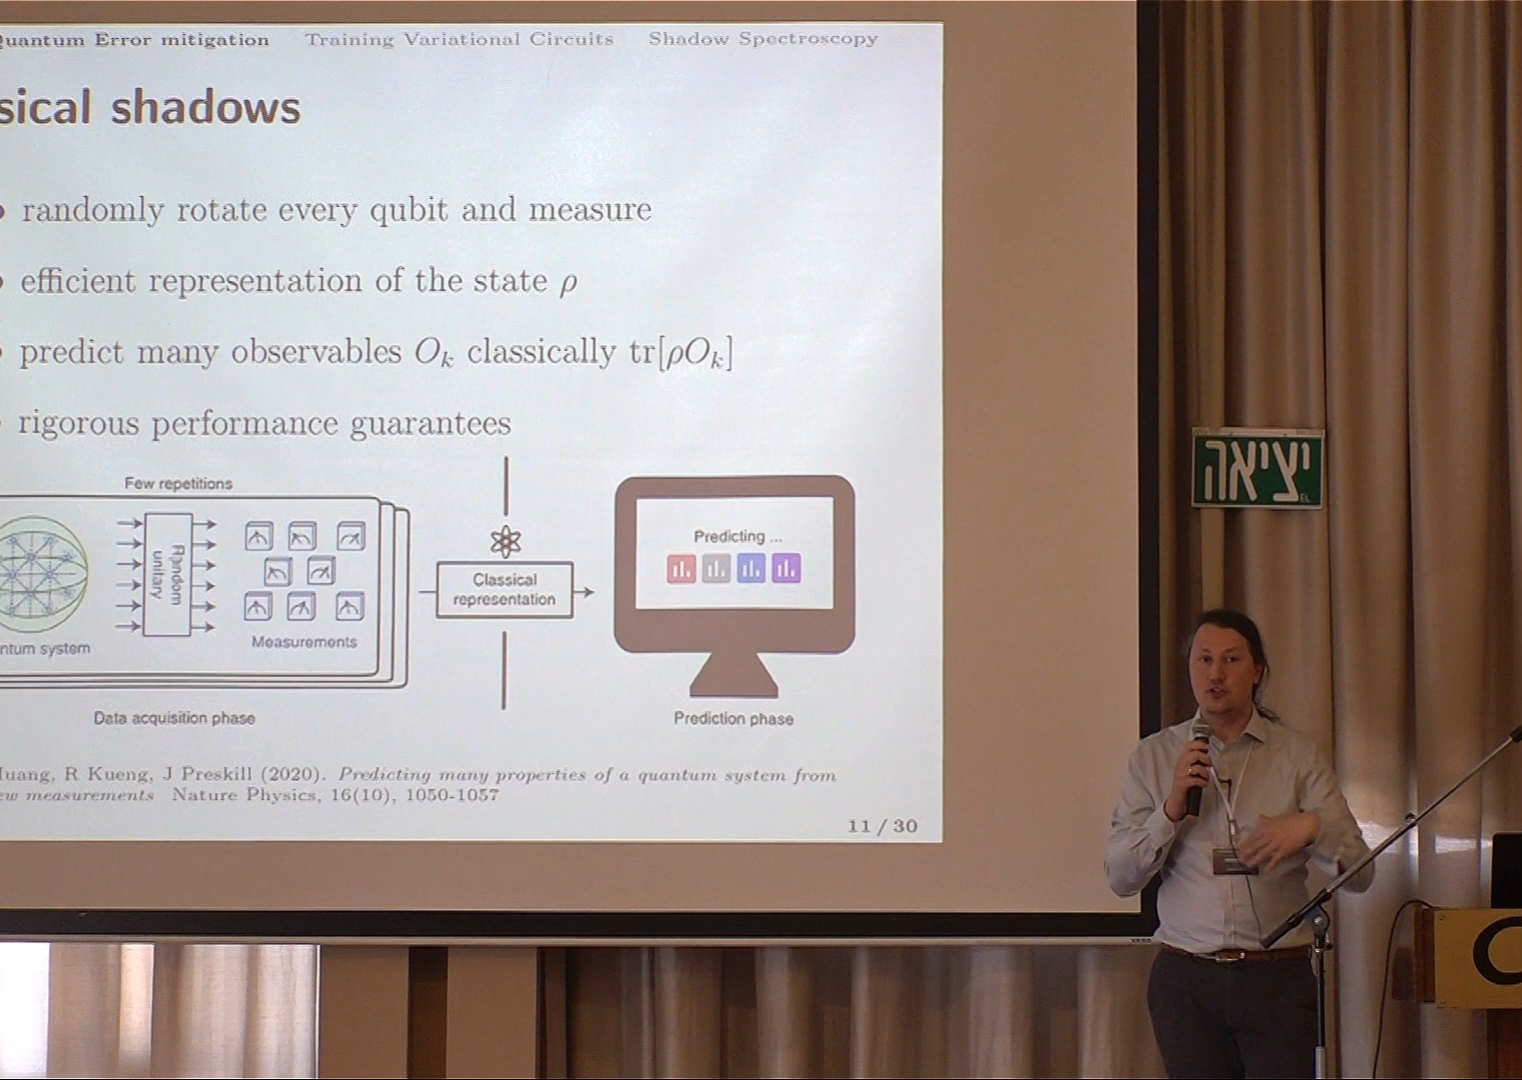 Quantum Error mitigation Training Variational Circuits Shadow Spectroscopy
sical shadows
randomly rotate every qubit and measure
efficient representation of the state ρ
predict many observables Oₖ classically tr[ρOₖ]
rigorous performance guarantees
Few repetitions
Random unitary
ntum system
Measurements
Data acquisition phase
Classical
representation
Predicting ...
Prediction phase
Huang, R Kueng, J Preskill (2020). Predicting many properties of a quantum system from
ew measurements Nature Physics, 16(10), 1050-1057
11 / 30
יציאה